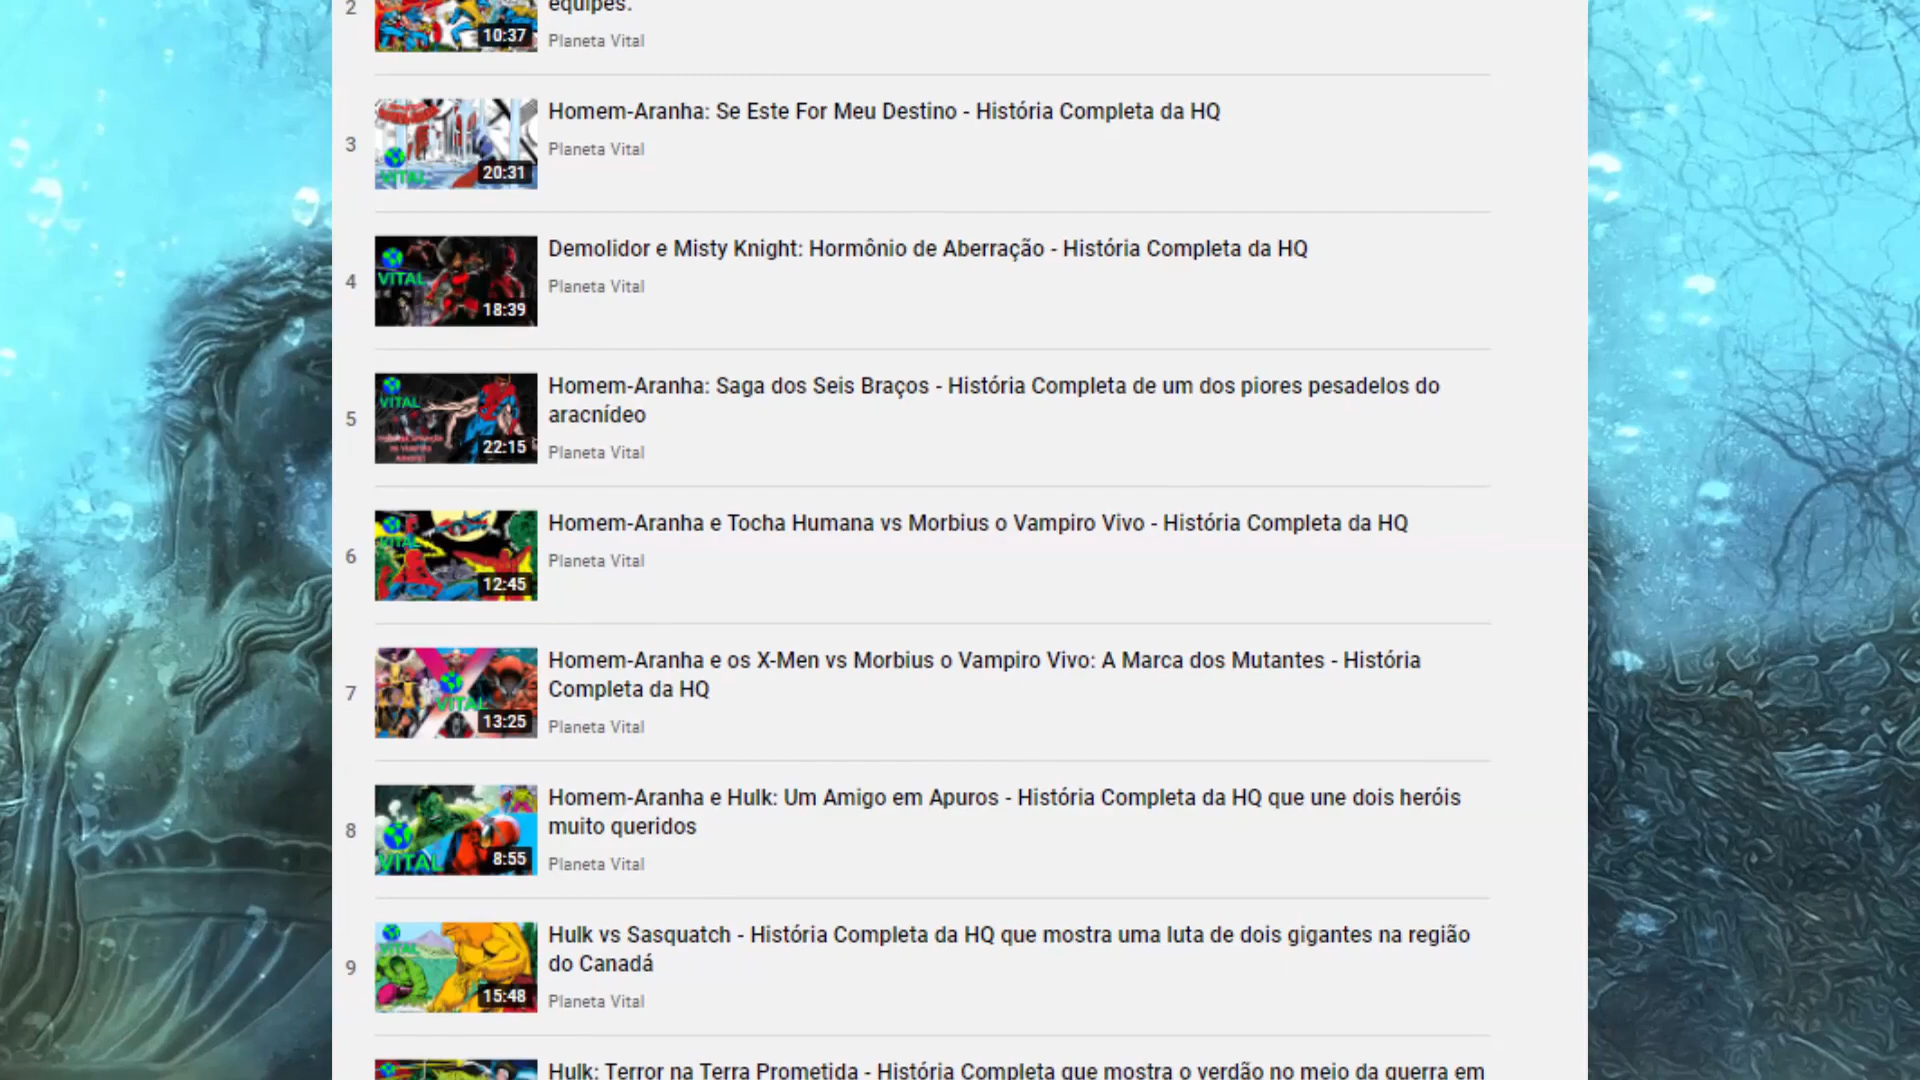 2
equipes.
10:37
Planeta Vital
3
Homem-Aranha: Se Este For Meu Destino - História Completa da HQ
VITAL
20:31
Planeta Vital
4
Demolidor e Misty Knight: Hormônio de Aberração - História Completa da HQ
VITAL
18:39
Planeta Vital
5
Homem-Aranha: Saga dos Seis Braços - História Completa de um dos piores pesadelos do
aracnídeo
VITAL
22:15
Planeta Vital
6
Homem-Aranha e Tocha Humana vs Morbius o Vampiro Vivo - História Completa da HQ
VITAL
12:45
Planeta Vital
7
Homem-Aranha e os X-Men vs Morbius o Vampiro Vivo: A Marca dos Mutantes - História
Completa da HQ
VITAL
13:25
Planeta Vital
8
Homem-Aranha e Hulk: Um Amigo em Apuros - História Completa da HQ que une dois heróis
muito queridos
VITAL
8:55
Planeta Vital
9
Hulk vs Sasquatch - História Completa da HQ que mostra uma luta de dois gigantes na região
do Canadá
VITAL
15:48
Planeta Vital
Hulk: Terror na Terra Prometida - História Completa que mostra o verdão no meio da guerra em